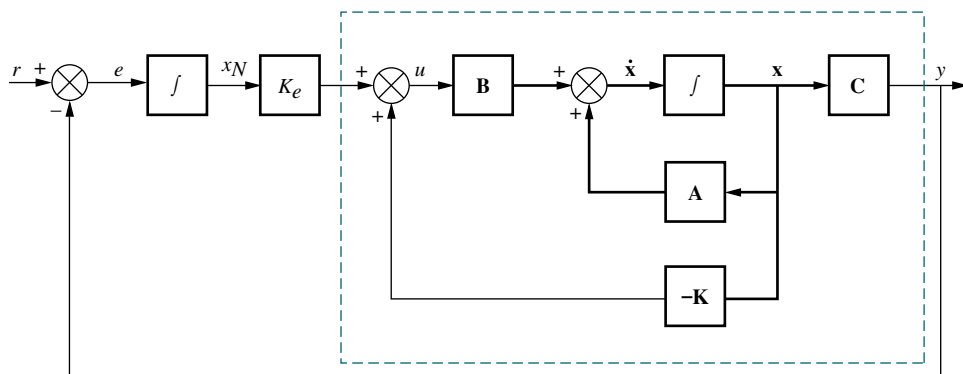 r + e ∫ x_N K_e + u B + ẋ ∫ x C y
− + +
A
−K